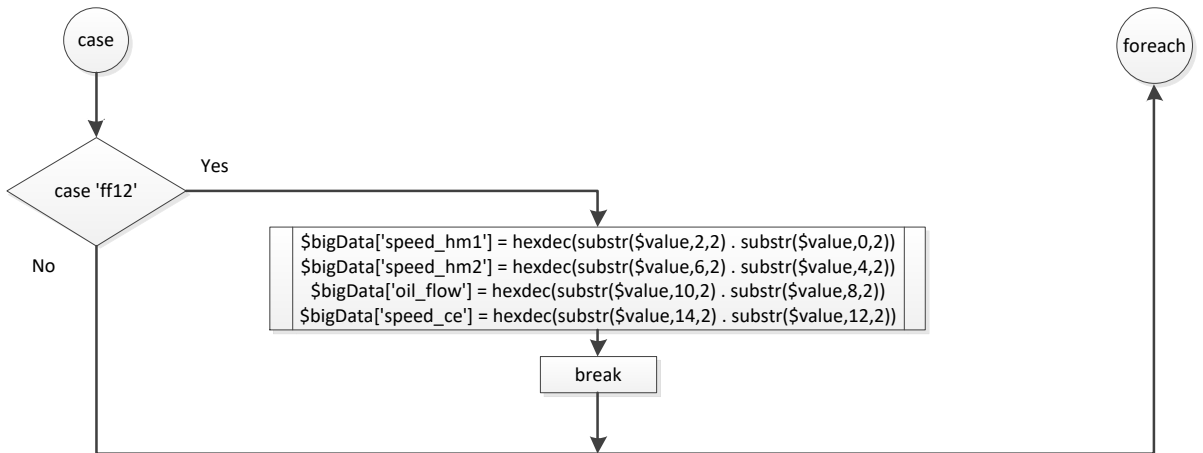 case
foreach
case 'ff12'
Yes
No
$bigData['speed_hm1'] = hexdec(substr($value,2,2) . substr($value,0,2))
$bigData['speed_hm2'] = hexdec(substr($value,6,2) . substr($value,4,2))
$bigData['oil_flow'] = hexdec(substr($value,10,2) . substr($value,8,2))
$bigData['speed_ce'] = hexdec(substr($value,14,2) . substr($value,12,2))
break